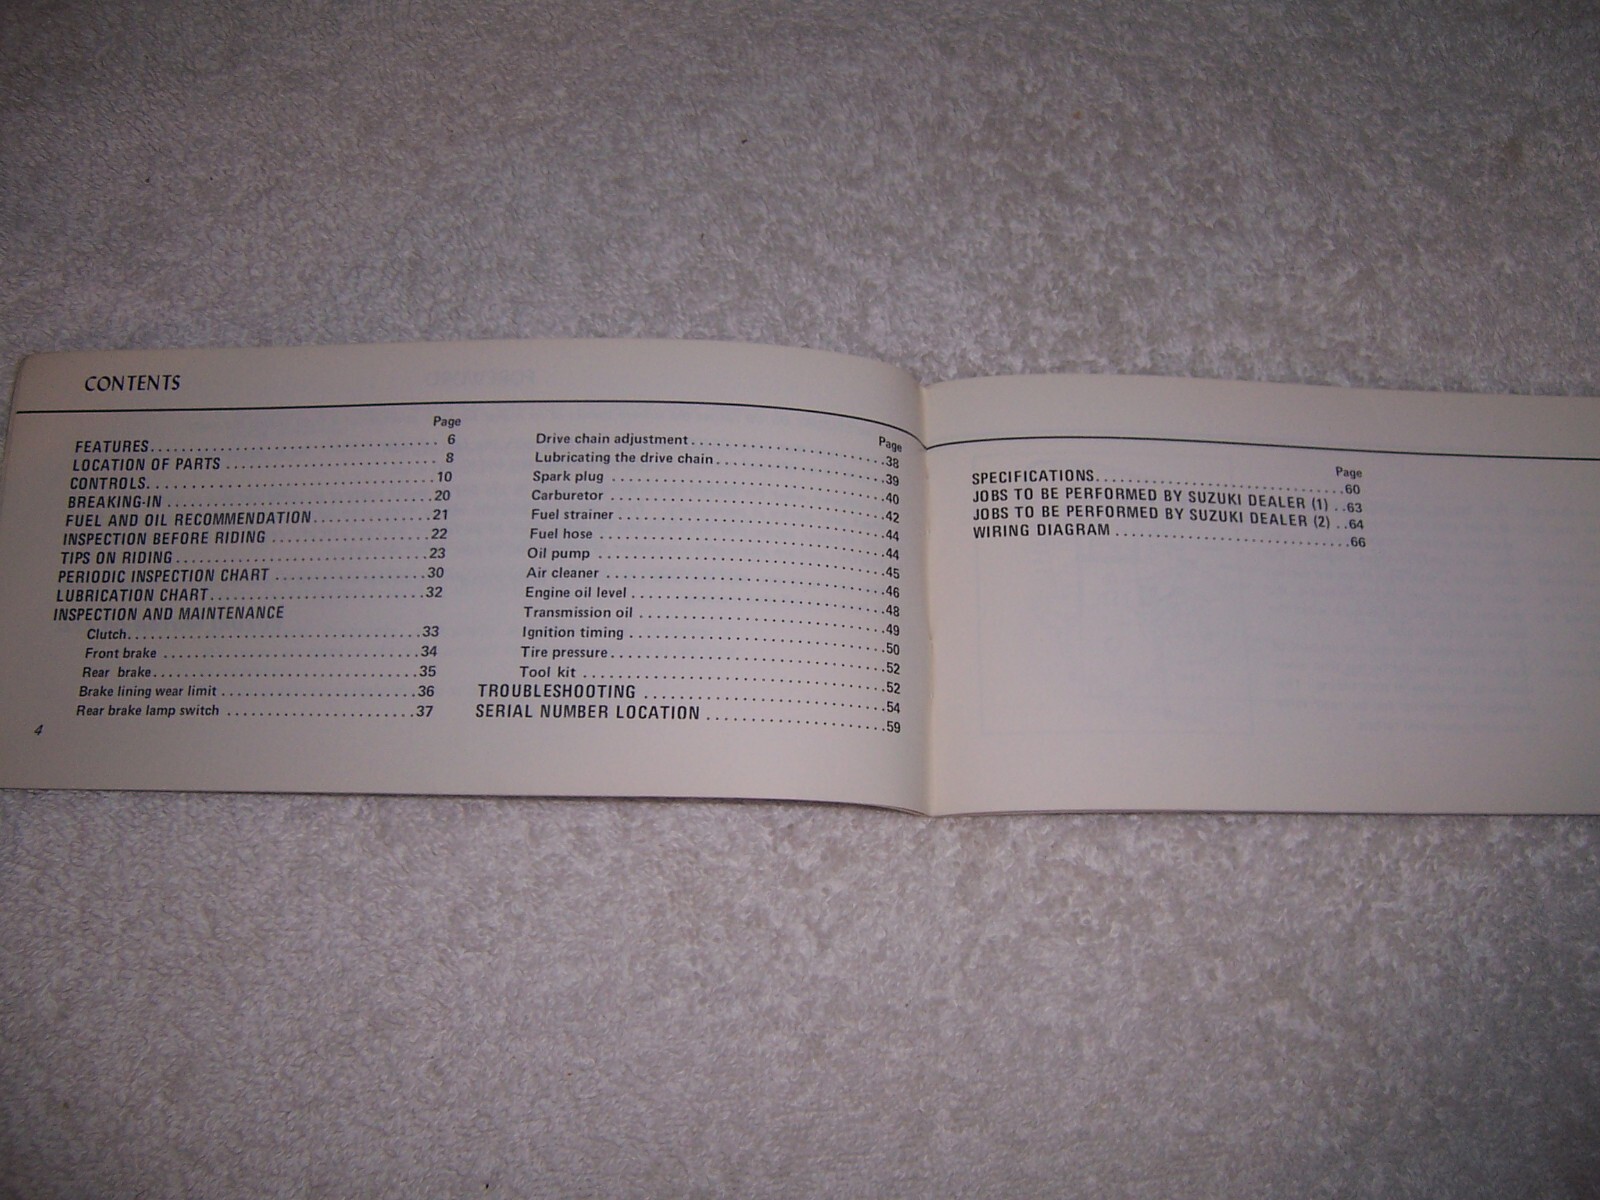 CONTENTS
Page
FEATURES 6
LOCATION OF PARTS 8
CONTROLS 10
BREAKING-IN 20
FUEL AND OIL RECOMMENDATION 21
INSPECTION BEFORE RIDING 22
TIPS ON RIDING 23
PERIODIC INSPECTION CHART 30
LUBRICATION CHART 32
INSPECTION AND MAINTENANCE
Clutch 33
Front brake 34
Rear brake 35
Brake lining wear limit 36
Rear brake lamp switch 37
4
Page
Drive chain adjustment 38
Lubricating the drive chain 39
Spark plug 40
Carburetor 42
Fuel strainer 44
Fuel hose 44
Oil pump 45
Air cleaner 46
Engine oil level 48
Transmission oil 49
Ignition timing 50
Tire pressure 52
Tool kit 52
TROUBLESHOOTING 54
SERIAL NUMBER LOCATION 59
Page
SPECIFICATIONS 60
JOBS TO BE PERFORMED BY SUZUKI DEALER (1) 63
JOBS TO BE PERFORMED BY SUZUKI DEALER (2) 64
WIRING DIAGRAM 66